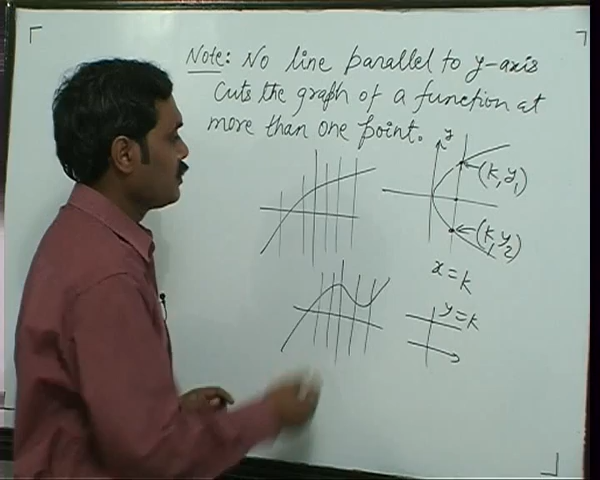 Note: No line parallel to y-axis
Cuts the graph of a function at
more than one point.
y
(k, y1)
(k, y2)
x = k
y = k